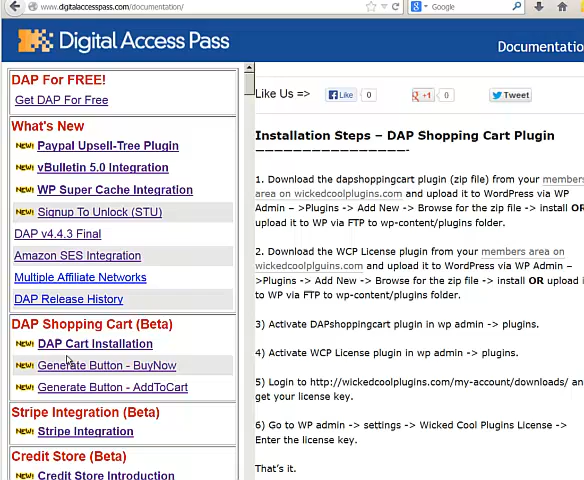 www.digitalaccesspass.com/documentation/
Google
Digital Access Pass
Documentatio
DAP For FREE!
Get DAP For Free
What's New
NEW! Paypal Upsell-Tree Plugin
NEW! vBulletin 5.0 Integration
NEW! WP Super Cache Integration
NEW! Signup To Unlock (STU)
DAP v4.4.3 Final
Amazon SES Integration
Multiple Affiliate Networks
DAP Release History
DAP Shopping Cart (Beta)
NEW! DAP Cart Installation
NEW! Generate Button - BuyNow
NEW! Generate Button - AddToCart
Stripe Integration (Beta)
NEW! Stripe Integration
Credit Store (Beta)
NEW! Credit Store Introduction
Like Us => Like 0 +1 0 Tweet
Installation Steps – DAP Shopping Cart Plugin
————————————————-
1. Download the dapshoppingcart plugin (zip file) from your members
area on wickedcoolplugins.com and upload it to WordPress via WP
Admin – >Plugins -> Add New -> Browse for the zip file -> install OR
upload it to WP via FTP to wp-content/plugins folder.
2. Download the WCP License plugin from your members area on
wickedcoolplguins.com and upload it to WordPress via WP Admin –
>Plugins -> Add New -> Browse for the zip file -> install OR upload i
to WP via FTP to wp-content/plugins folder.
3) Activate DAPshoppingcart plugin in wp admin -> plugins.
4) Activate WCP License plugin in wp admin -> plugins.
5) Login to http://wickedcoolplugins.com/my-account/downloads/ an
get your license key.
6) Go to WP admin -> settings -> Wicked Cool Plugins License ->
Enter the license key.
That's it.